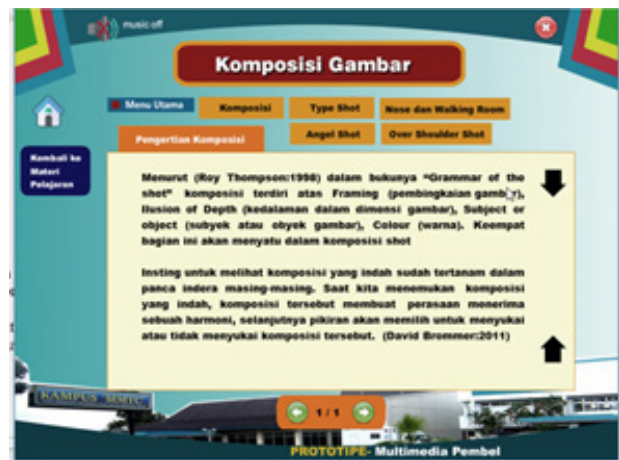 music off
Komposisi Gambar
Menu Utama
Komposisi
Type Shot
Nose dan Walking Room
Pengertian Komposisi
Angel Shot
Over Shoulder Shot
Kembali ke
Materi
Pelajaran
Menurut (Roy Thompson:1998) dalam bukunya “Grammar of the
shot” komposisi terdiri atas Framing (pembingkaian gambar),
Ilusion of Depth (kedalaman dalam dimensi gambar), Subject or
object (subyek atau obyek gambar), Colour (warna). Keempat
bagian ini akan menyatu dalam komposisi shot
Insting untuk melihat komposisi yang indah sudah tertanam dalam
panca indera masing-masing. Saat kita menemukan komposisi
yang indah, komposisi tersebut membuat perasaan menerima
sebuah harmoni, selanjutnya pikiran akan memilih untuk menyukai
atau tidak menyukai komposisi tersebut. (David Brommer:2011)
KAMPUS MMTC
1/1
PROTOTIPE- Multimedia Pembel